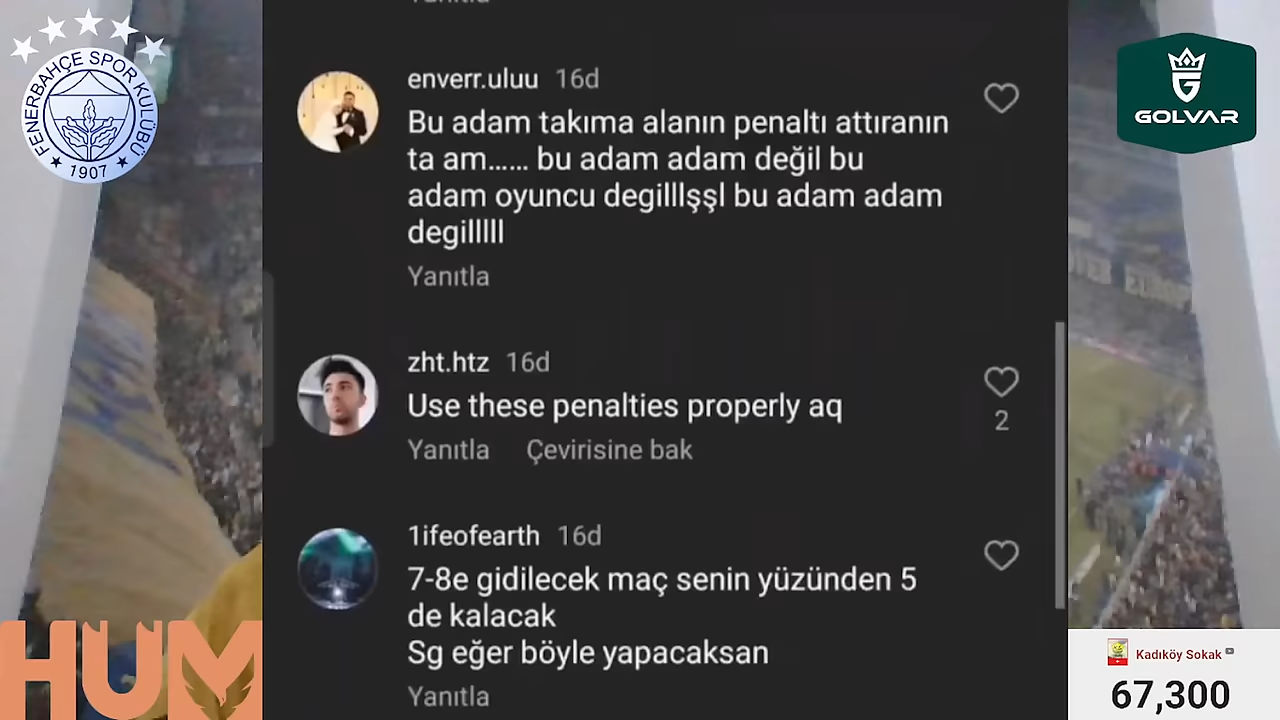 Yanıtla
enverr.uluu 16d
Bu adam takıma alanın penaltı attıranın
ta am...... bu adam adam değil bu
adam oyuncu degilllşşl bu adam adam
degilllll
Yanıtla
zht.htz 16d
Use these penalties properly aq
2
Yanıtla Çevirisine bak
1ifeofearth 16d
7-8e gidilecek maç senin yüzünden 5
de kalacak
Sg eğer böyle yapacaksan
Yanıtla
FENERBAHÇE SPOR KULÜBÜ
1907
HUM
GOLVAR
Kadıköy Sokak
67,300